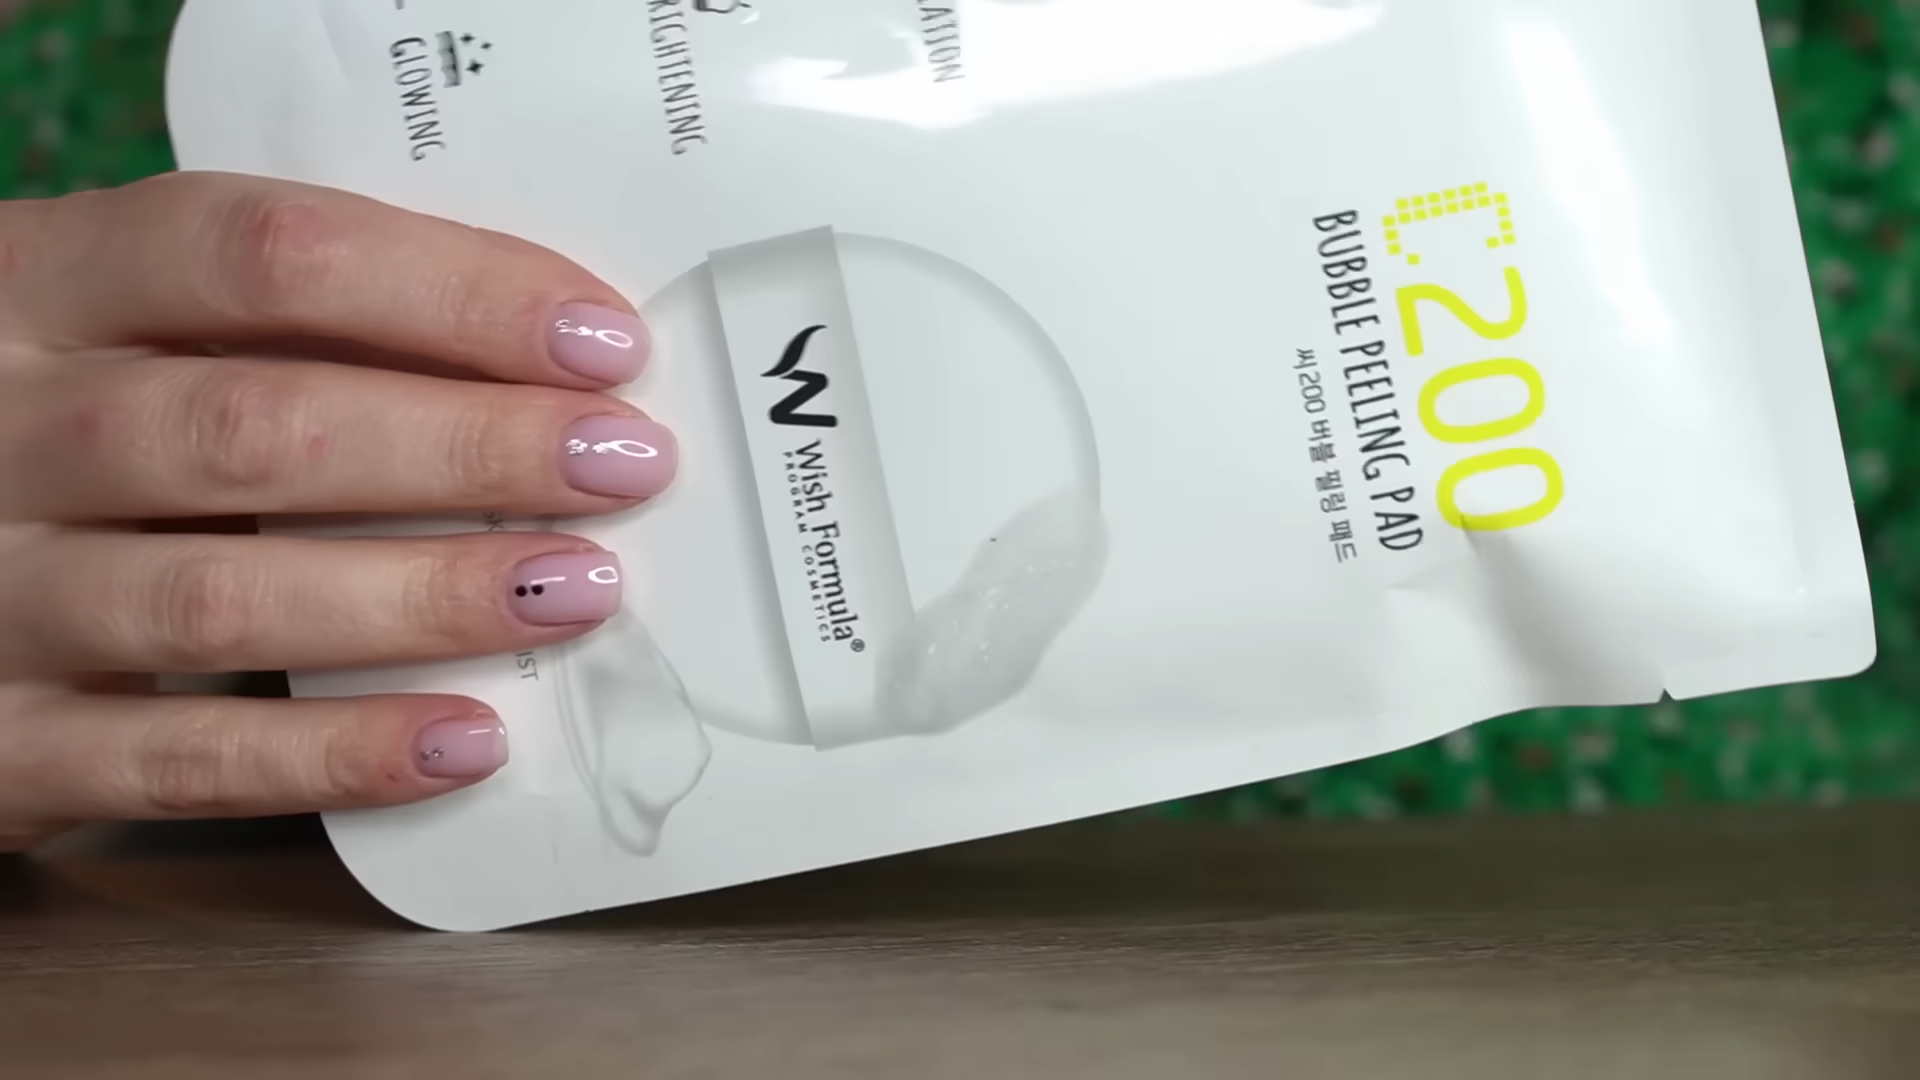 C200
BUBBLE PEELING PAD
씨200 버블 필링 패드
Wish Formula®
PROGRAM COSMETICS
GLOWING